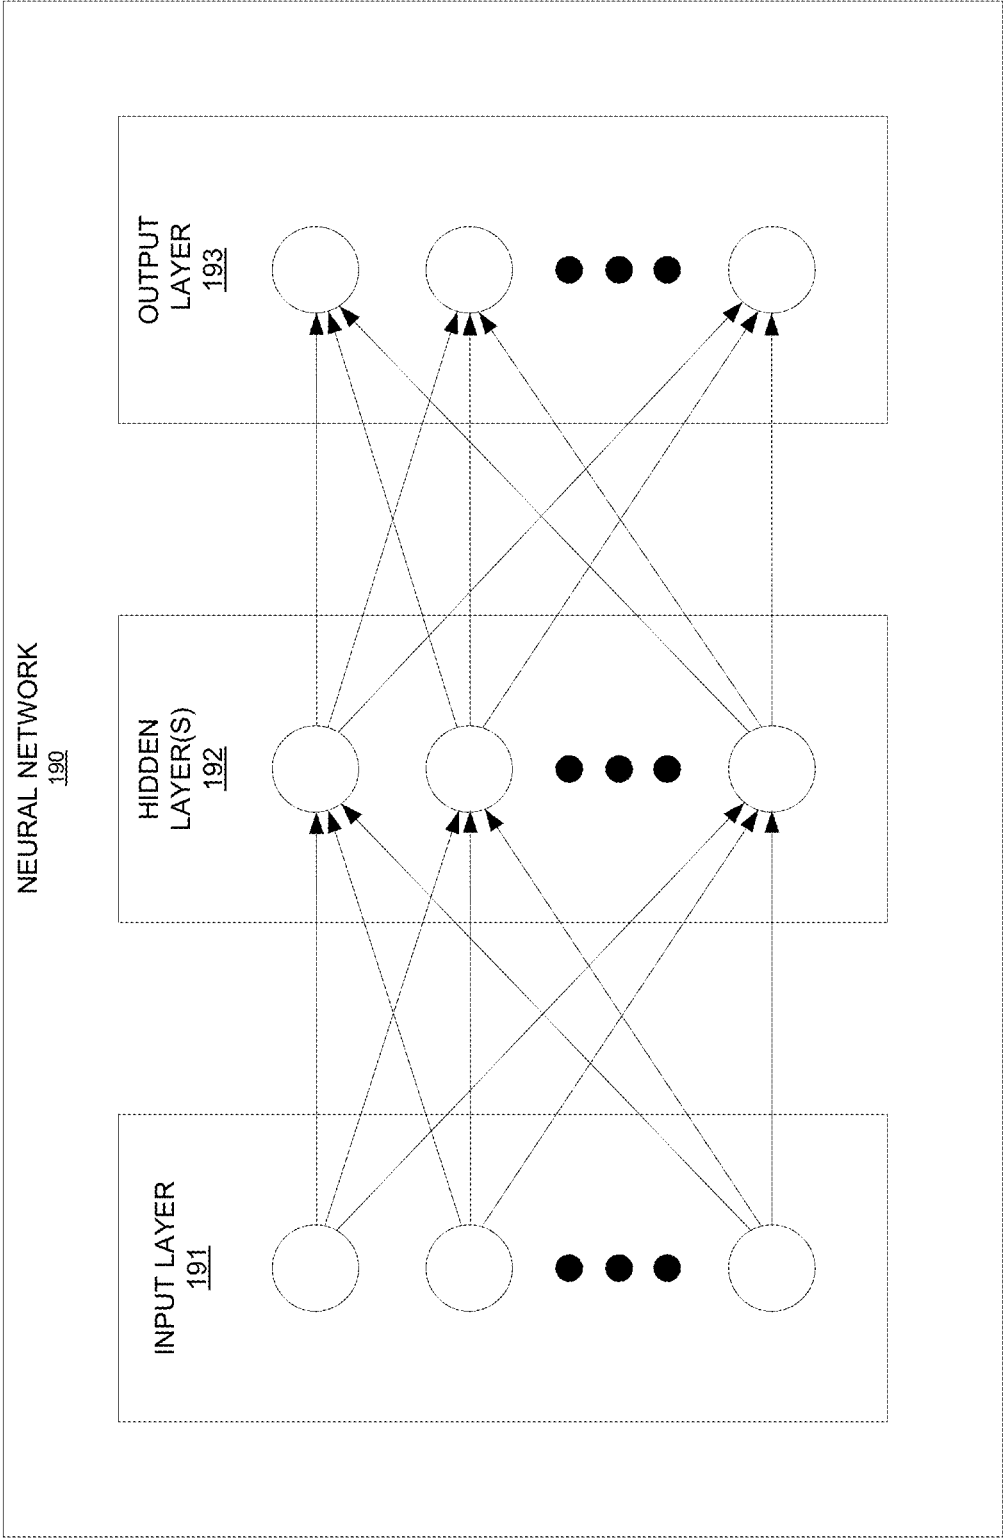 NEURAL NETWORK
190
INPUT LAYER
191
HIDDEN
LAYER(S)
192
OUTPUT
LAYER
193